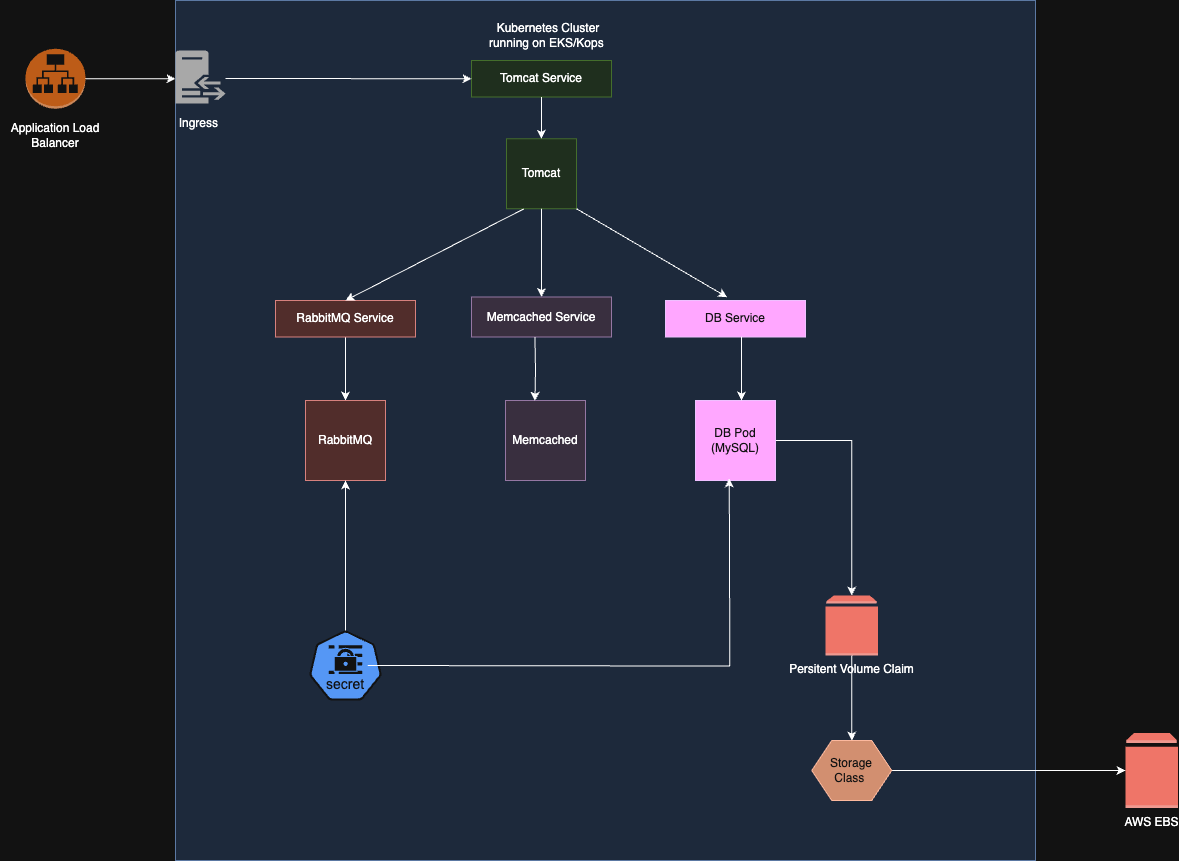 Kubernetes Cluster
running on EKS/Kops
Tomcat Service
Application Load
Balancer
Ingress
Tomcat
RabbitMQ Service
Memcached Service
DB Service
RabbitMQ
Memcached
DB Pod
(MySQL)
secret
Persitent Volume Claim
Storage
Class
AWS EBS